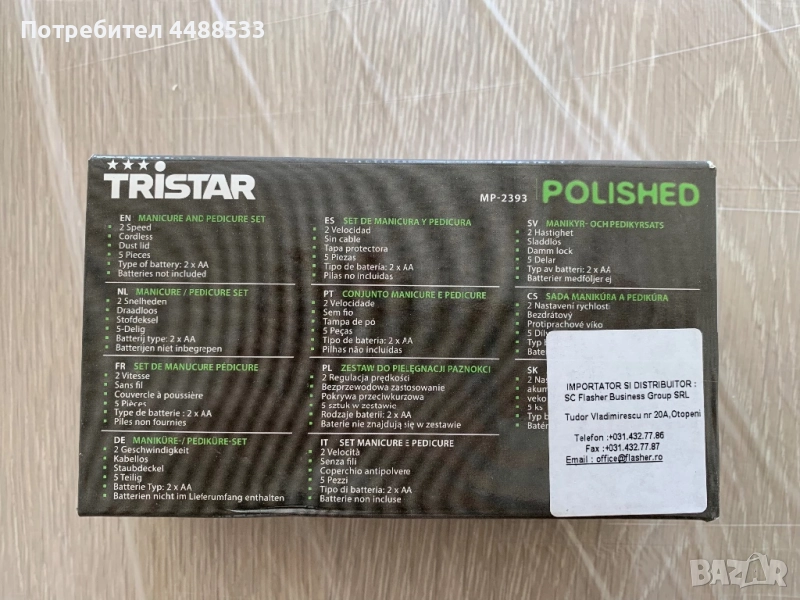 Потребител 4488533
TRISTAR
MP-2393
POLISHED
EN MANICURE AND PEDICURE SET
2 Speed
Cordless
Dust lid
5 Pieces
Type of battery: 2 x AA
Batteries not included
NL MANICURE / PEDICURE SET
2 Snelheden
Draadloos
Stofdeksel
5-Delig
Batterij type: 2 x AA
Batterijen niet inbegrepen
FR SET DE MANUCURE PÉDICURE
2 Vitesse
Sans fil
Couvercle à poussière
5 Pièces
Type de batterie : 2 x AA
Piles non fournies
DE MANIKÜRE-/PEDIKÜRE-SET
2 Geschwindigkeit
Kabellos
Staubdeckel
5 Teilig
Batterie Typ: 2 x AA
Batterien nicht im Lieferumfang enthalten
ES SET DE MANICURA Y PEDICURA
2 Velocidad
Sin cable
Tapa protectora
5 Piezas
Tipo de batería: 2 x AA
Pilas no incluidas
PT CONJUNTO MANICURE E PEDICURE
2 Velocidade
Sem fio
Tampa de pó
5 Peças
Tipo de bateria: 2 x AA
Pilhas não incluídas
PL ZESTAW DO PIELĘGNACJI PAZNOKCI
2 Regulacja prędkości
Bezprzewodowa zastosowanie
Pokrywa przeciwkurzowa
5 sztuk w zestawie
Rodzaje baterii: 2 x AA
Baterie nie znajdują się w zestawie
IT SET MANICURE E PEDICURE
2 Velocità
Senza fili
Coperchio antipolvere
5 Pezzi
Tipo di batteria: 2 x AA
Batterie non incluse
SV MANIKYR- OCH PEDIKYRSATS
2 Hastighet
Sladdlös
Damm lock
5 Delar
Typ av batteri: 2 x AA
Batterier medföljer ej
CS SADA MANIKÚRA A PEDIKÚRA
2 Nastavení rychlosti
Bezdrátový
Protiprachové víko
5
Typ
SK
2
5 ks
Typ
IMPORTATOR SI DISTRIBUITOR :
SC Flasher Business Group SRL
Tudor Vladimirescu nr 20A,Otopeni
Telefon :+031.432.77.86
Fax :+031.432.77.87
Email : office@flasher.ro
BAZAR